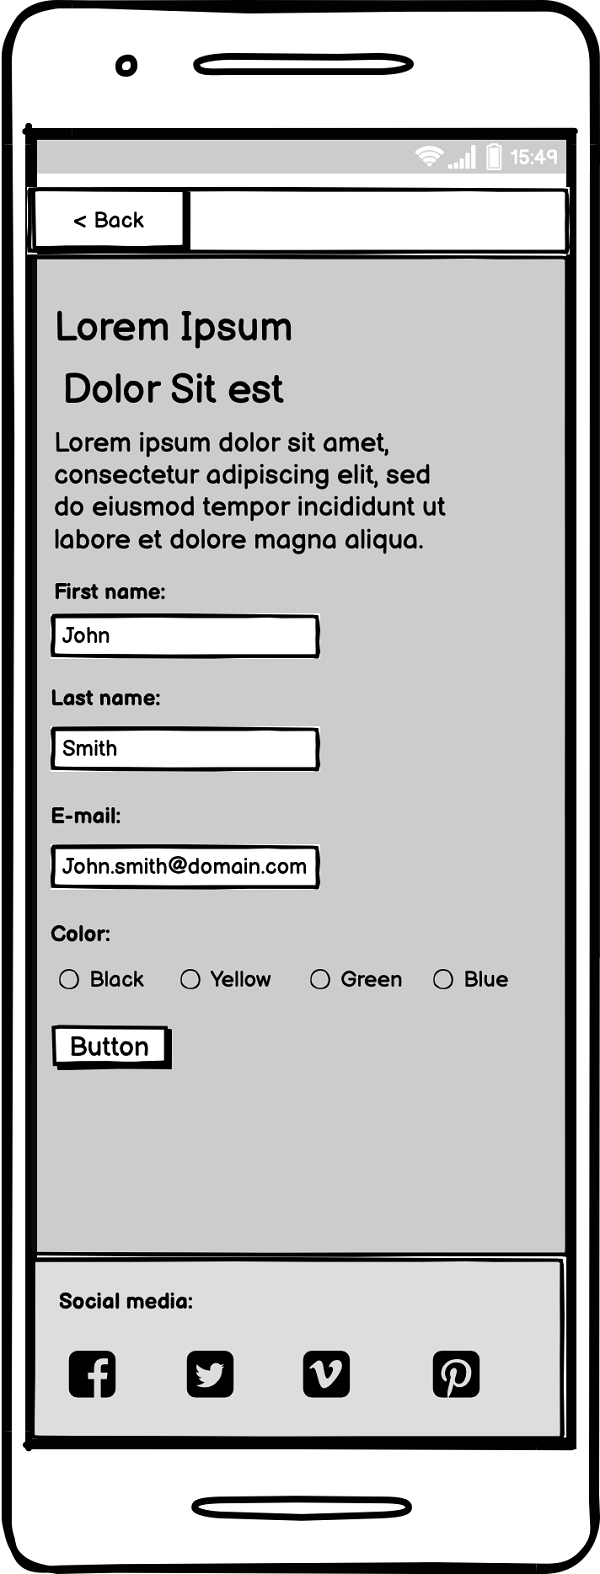 15:49
< Back
Lorem Ipsum
Dolor Sit est
Lorem ipsum dolor sit amet,
consectetur adipiscing elit, sed
do eiusmod tempor incididunt ut
labore et dolore magna aliqua.
First name:
John
Last name:
Smith
E-mail:
John.smith@domain.com
Color:
Black Yellow Green Blue
Button
Social media: